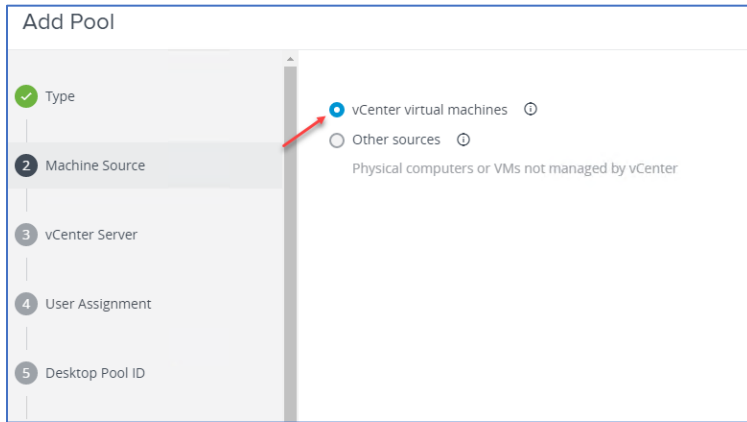 Add Pool
Type
2 Machine Source
3 vCenter Server
4 User Assignment
5 Desktop Pool ID
vCenter virtual machines
Other sources
Physical computers or VMs not managed by vCenter